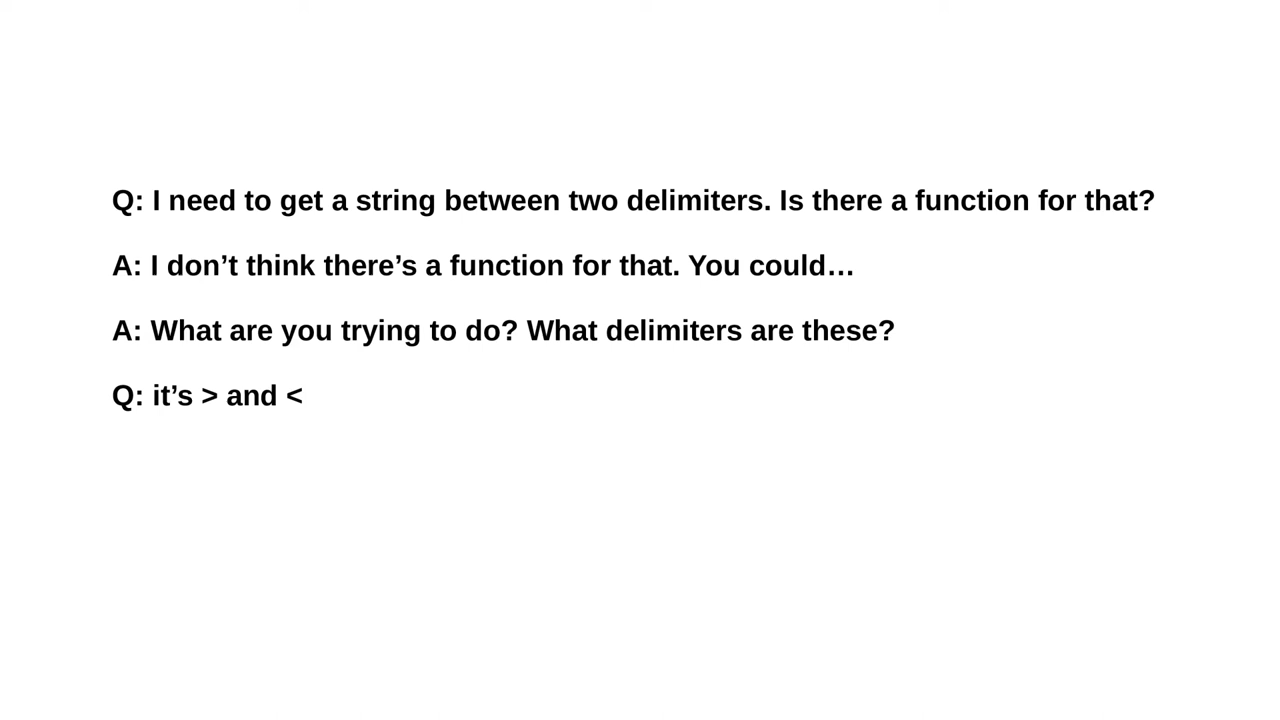 Q: I need to get a string between two delimiters. Is there a function for that?
A: I don’t think there’s a function for that. You could…
A: What are you trying to do? What delimiters are these?
Q: it’s > and <